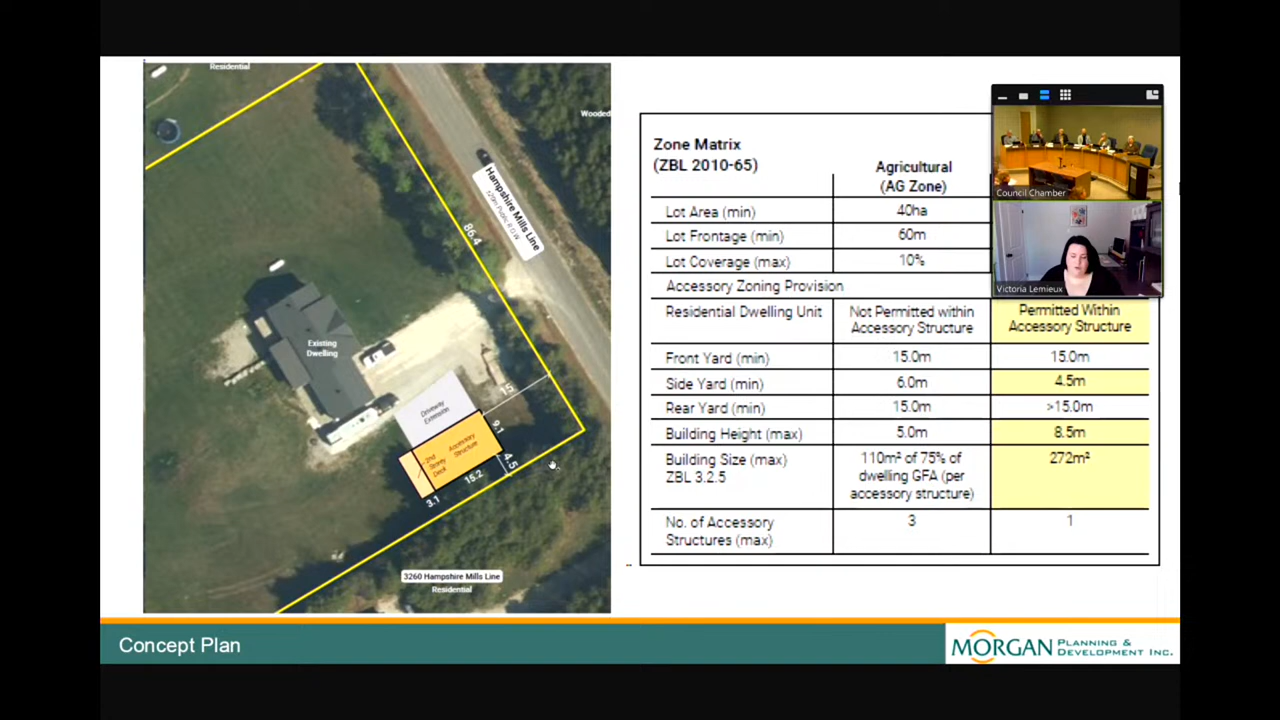 Residential
Wooded
Hampshire Mills Line
±20m Public R.O.W
86.4
Existing
Dwelling
Driveway
Extension
15
9.1
Accessory
Structure
2nd
Storey
Deck
4.5
15.2
3.1
3260 Hampshire Mills Line
Residential
Zone Matrix
(ZBL 2010-65)
Agricultural
(AG Zone)
Lot Area (min) 40ha
Lot Frontage (min) 60m
Lot Coverage (max) 10%
Accessory Zoning Provision
Residential Dwelling Unit Not Permitted within Permitted Within
Accessory Structure Accessory Structure
Front Yard (min) 15.0m 15.0m
Side Yard (min) 6.0m 4.5m
Rear Yard (min) 15.0m >15.0m
Building Height (max) 5.0m 8.5m
Building Size (max) 110m² of 75% of 272m²
ZBL 3.2.5 dwelling GFA (per
accessory structure)
No. of Accessory 3 1
Structures (max)
Council Chamber
Victoria Lemieux
Concept Plan
MORGAN PLANNING &
DEVELOPMENT INC.